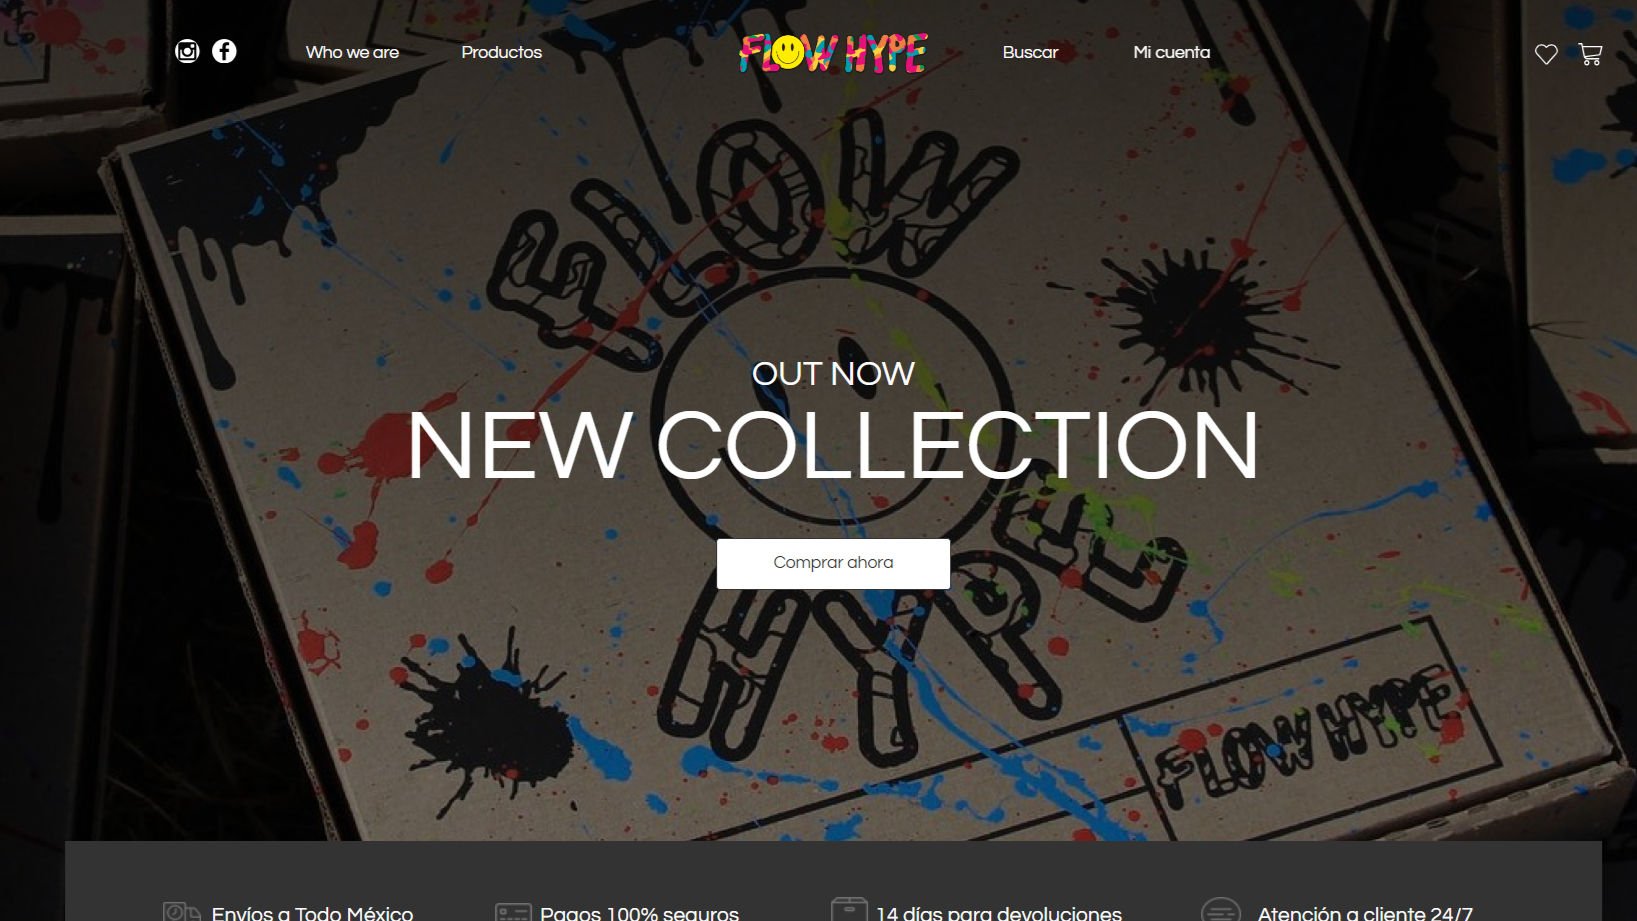 Who we are
Productos
FLOW HYPE
Buscar
Mi cuenta
FLOW
OUT NOW
NEW COLLECTION
Comprar ahora
HYPE
FLOW HYPE
Envíos a Todo México
Pagos 100% seguros
14 días para devoluciones
Atención a cliente 24/7